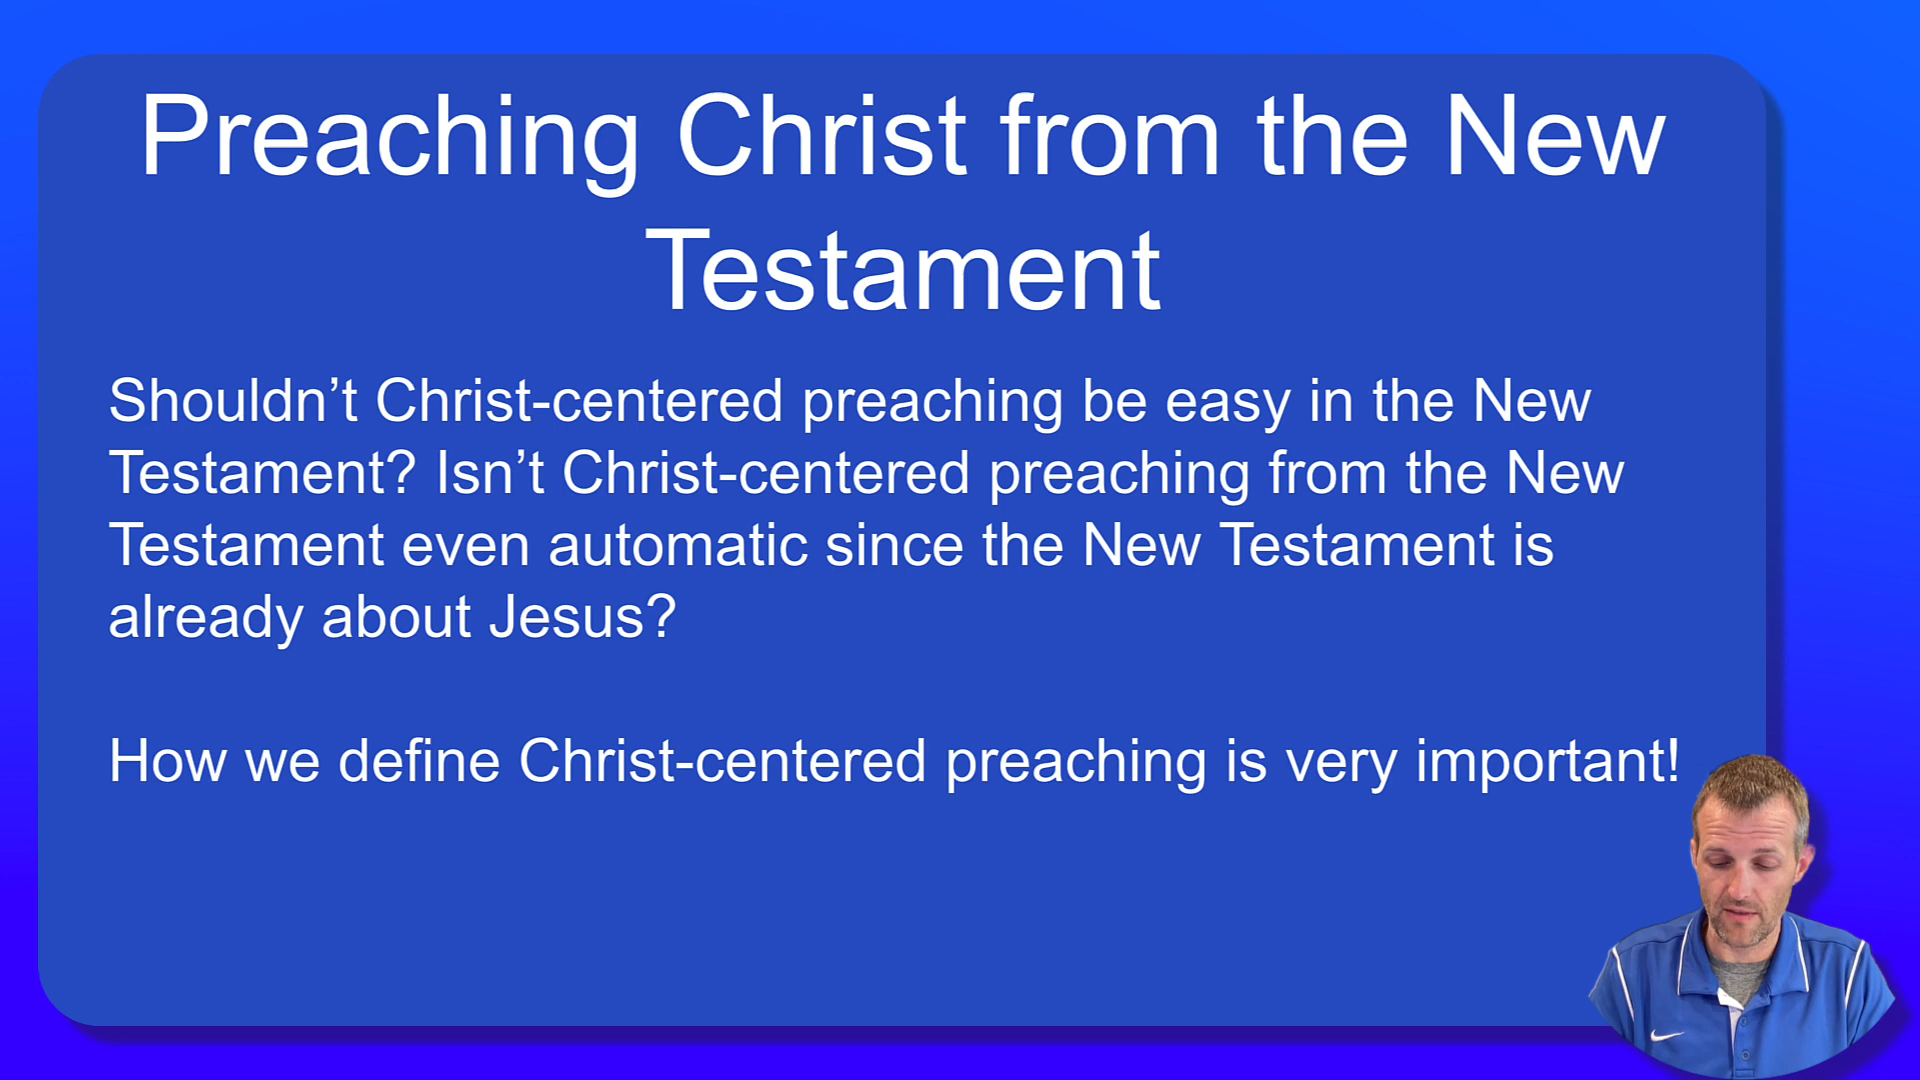 Preaching Christ from the New
Testament
Shouldn’t Christ-centered preaching be easy in the New
Testament? Isn’t Christ-centered preaching from the New
Testament even automatic since the New Testament is
already about Jesus?
How we define Christ-centered preaching is very important!